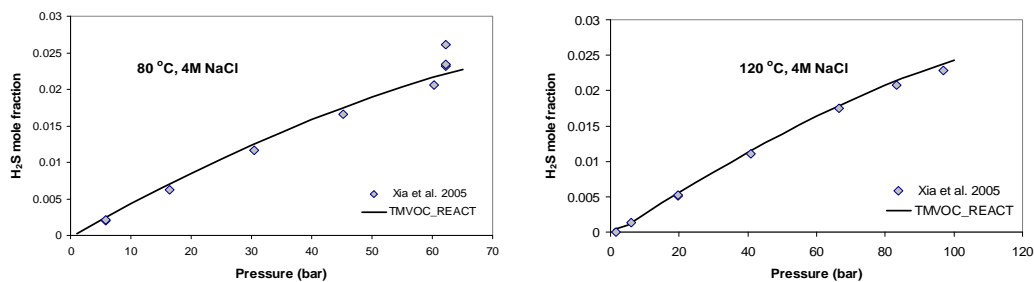 0.03
0.025
0.02
0.015
0.01
0.005
0
H₂S mole fraction
80 °C, 4M NaCl
Xia et al. 2005
TMVOC_REACT
0 10 20 30 40 50 60 70
Pressure (bar)
0.03
0.025
0.02
0.015
0.01
0.005
0
H₂S mole fraction
120 °C, 4M NaCl
Xia et al. 2005
TMVOC_REACT
0 20 40 60 80 100 120
Pressure (bar)